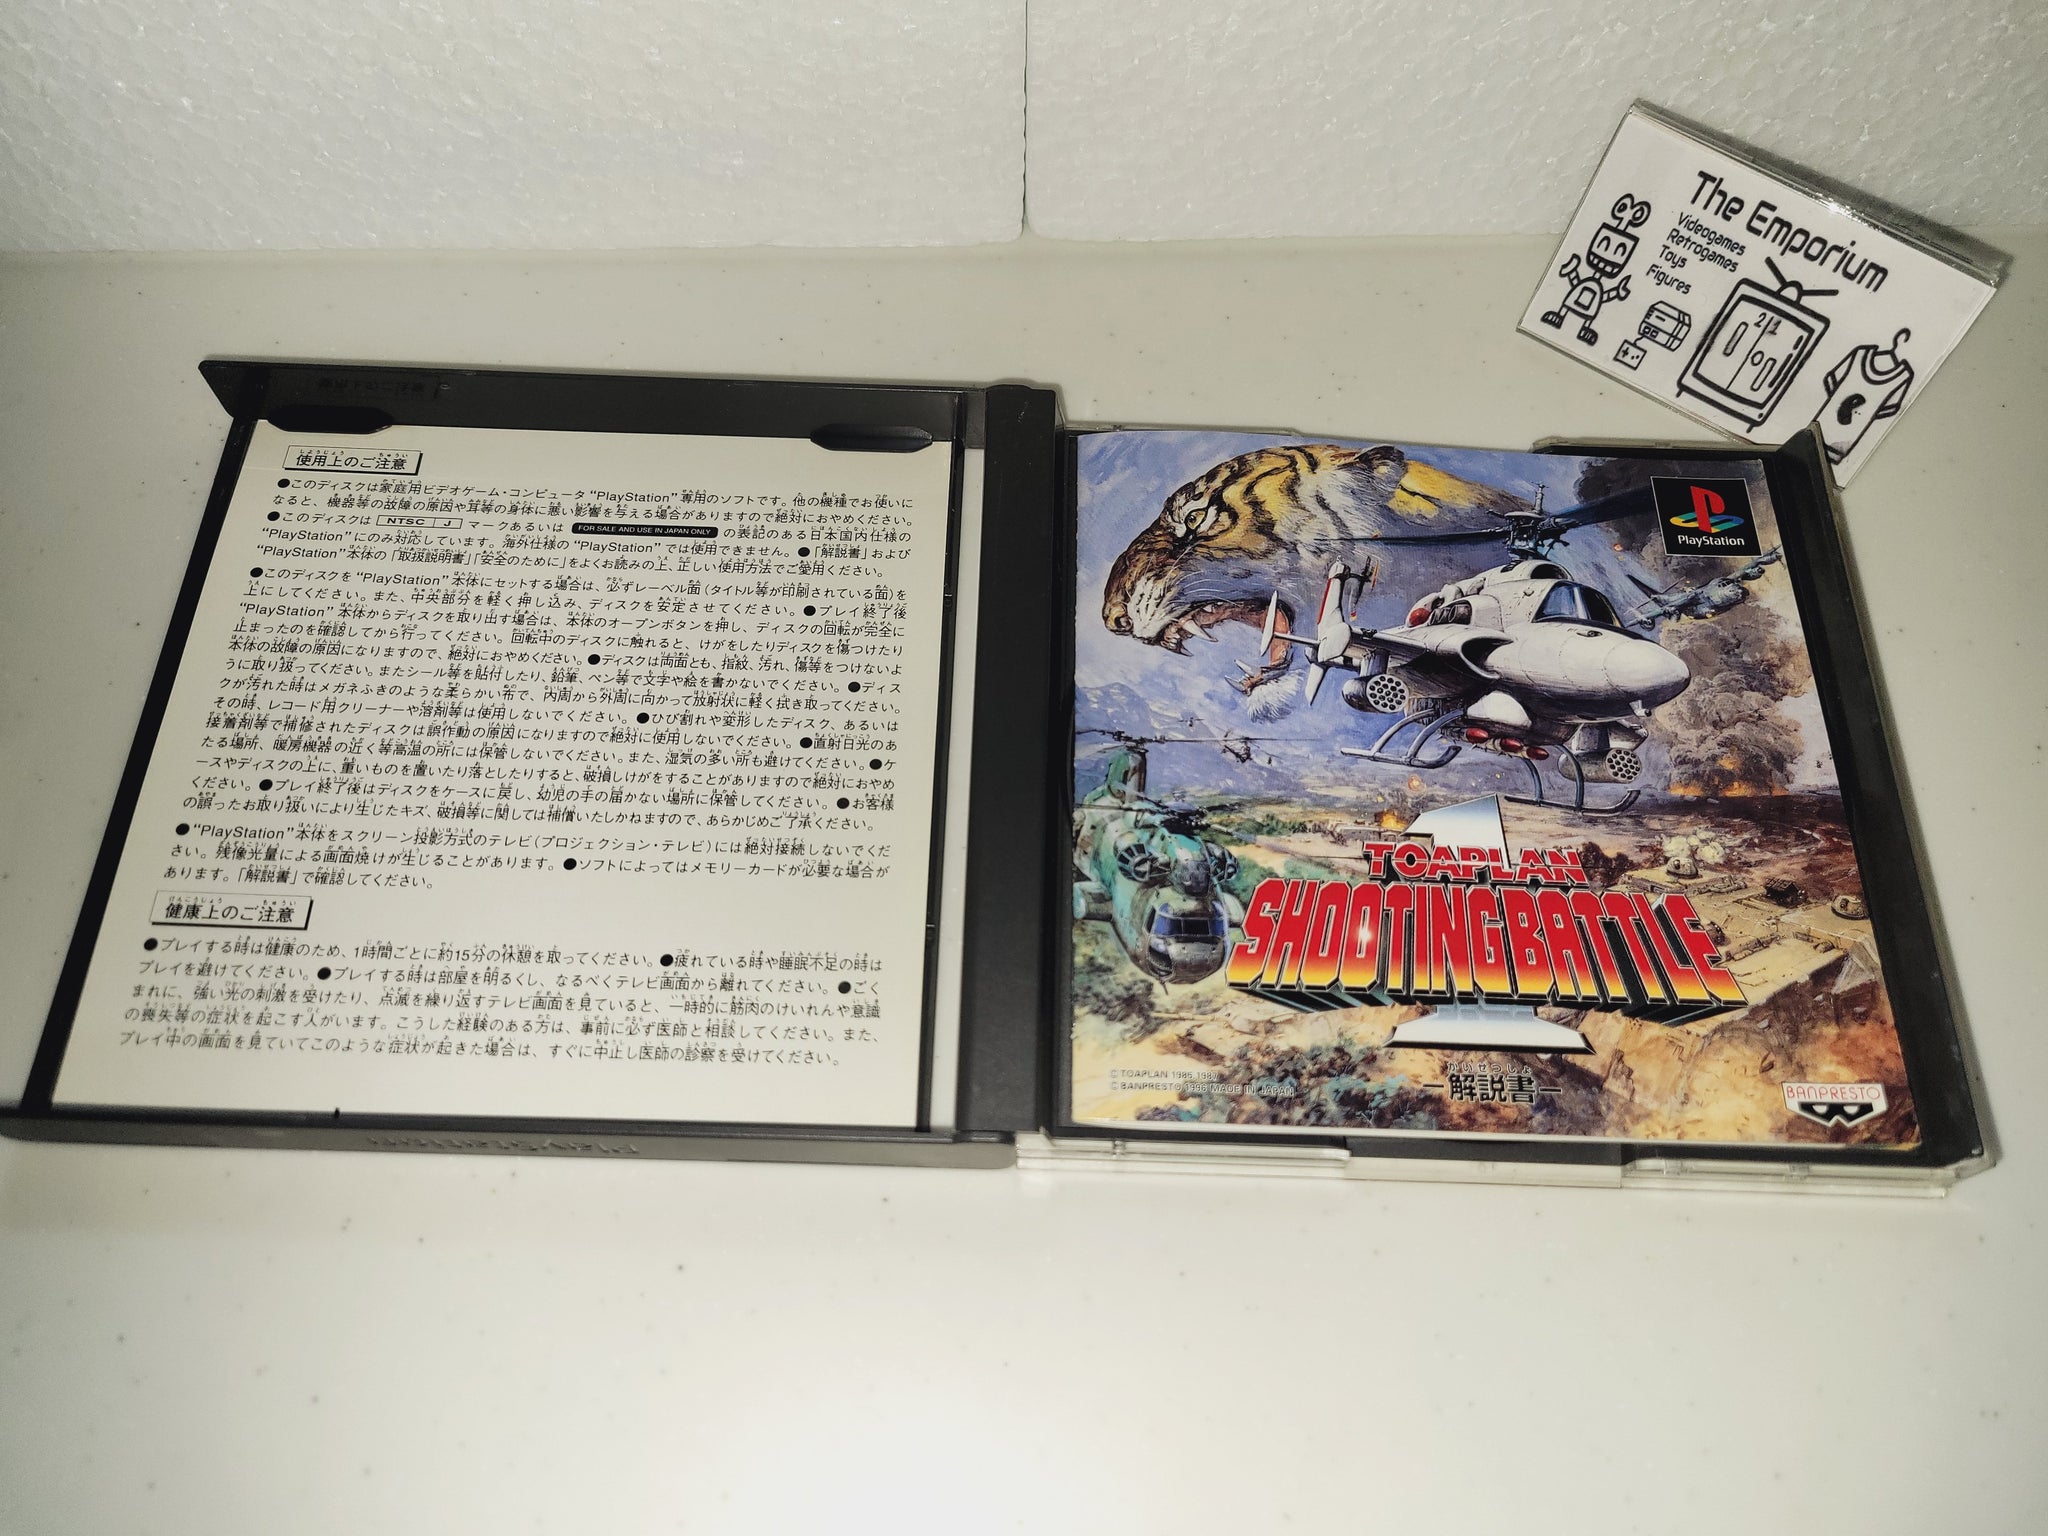 使用上のご注意
●このディスクは家庭用ビデオゲーム・コンピュータ“PlayStation”専用のソフトです。他の機種でお使いに
なると、機器等の故障の原因や耳等の身体に悪い影響を与える場合がありますので絶対におやめください。
●このディスクは NTSC J マークあるいは FOR SALE AND USE IN JAPAN ONLY の表記のある日本国内仕様の
“PlayStation”にのみ対応しています。海外仕様の“PlayStation”では使用できません。●「解説書」および
“PlayStation”本体の「取扱説明書」「安全のために」をよくお読みの上、正しい使用方法でご愛用ください。
●このディスクを“PlayStation”本体にセットする場合は、必ずレーベル面(タイトル等が印刷されている面)を
上にしてください。また、中央部分を軽く押し込み、ディスクを安定させてください。●プレイ終了後
“PlayStation”本体からディスクを取り出す場合は、本体のオープンボタンを押し、ディスクの回転が完全に
止まったのを確認してから行ってください。回転中のディスクに触れると、けがをしたりディスクを傷つけたり
本体の故障の原因になりますので、絶対におやめください。●ディスクは両面とも、指紋、汚れ、傷等をつけないよ
うに取り扱ってください。またシール等を貼付したり、鉛筆、ペン等で文字や絵を書かないでください。●ディス
クが汚れた時はメガネふきのような柔らかい布で、内周から外周に向かって放射状に軽く拭き取ってください。
その時、レコード用クリーナーや溶剤等は使用しないでください。●ひび割れや変形したディスク、あるいは
接着剤等で補修されたディスクは誤作動の原因になりますので絶対に使用しないでください。●直射日光のあ
たる場所、暖房機器の近く等高温の所には保管しないでください。また、湿気の多い所も避けてください。●ケ
ースやディスクの上に、重いものを置いたり落としたりすると、破損しけがをすることがありますので絶対におやめ
ください。●プレイ終了後はディスクをケースに戻し、幼児の手の届かない場所に保管してください。●お客様
の誤ったお取り扱いにより生じたキズ、破損等に関しては補償いたしかねますので、あらかじめご了承ください。
●“PlayStation”本体をスクリーン投影方式のテレビ(プロジェクション・テレビ)には絶対接続しないでくだ
さい。残像光量による画面焼けが生じることがあります。●ソフトによってはメモリーカードが必要な場合が
あります。「解説書」で確認してください。
健康上のご注意
●プレイする時は健康のため、1時間ごとに約15分の休憩を取ってください。●疲れている時や睡眠不足の時は
プレイを避けてください。●プレイする時は部屋を明るくし、なるべくテレビ画面から離れてください。●ごく
まれに、強い光の刺激を受けたり、点滅を繰り返すテレビ画面を見ていると、一時的に筋肉のけいれんや意識
の喪失等の症状を起こす人がいます。こうした経験のある方は、事前に必ず医師と相談してください。また、
プレイ中の画面を見ていてこのような症状が起きた場合は、すぐに中止し医師の診察を受けてください。
PlayStation
1
TOAPLAN
SHOOTING BATTLE
©TOAPLAN 1985,1987
©BANPRESTO 1996 MADE IN JAPAN
かいせつしょ
－解説書－
BANPRESTO
The Emporium
Videogames
Retrogames
Toys
Figures
21